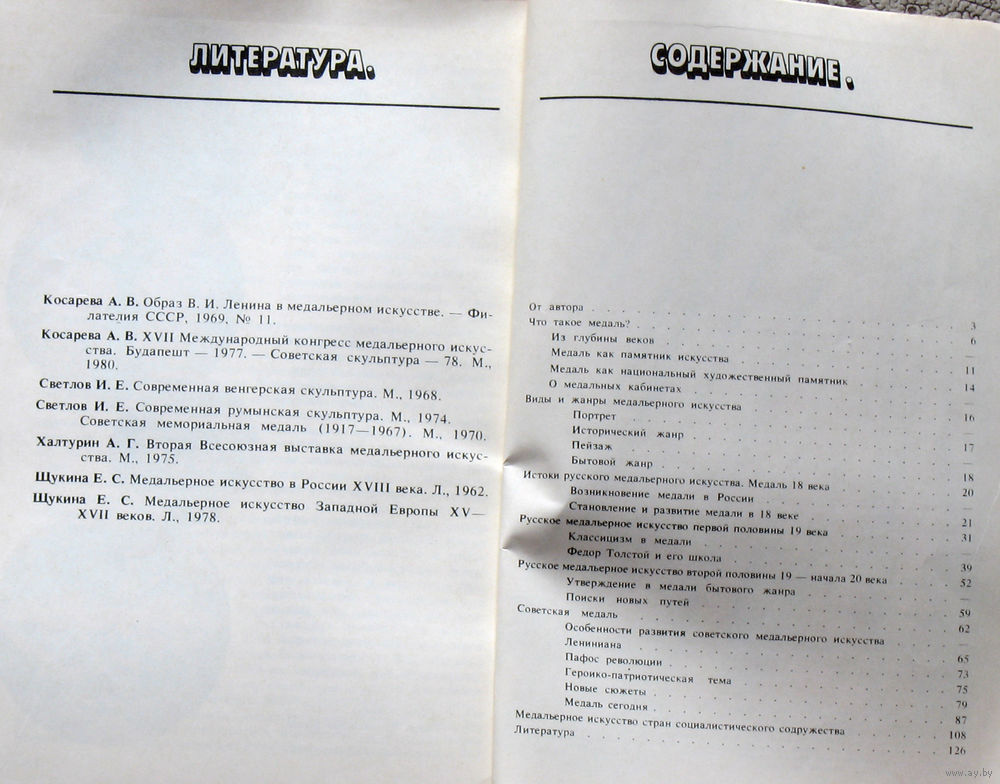 ЛИТЕРАТУРА.
Косарева А. В. Образ В. И. Ленина в медальерном искусстве. — Фи-
лателия СССР, 1969, № 11.
Косарева А. В. XVII Международный конгресс медальерного искус-
ства. Будапешт — 1977. — Советская скульптура — 78. М.,
1980.
Светлов И. Е. Современная венгерская скульптура. М., 1968.
Светлов И. Е. Современная румынская скульптура. М., 1974.
Советская мемориальная медаль (1917—1967). М., 1970.
Халтурин А. Г. Вторая Всесоюзная выставка медальерного искус-
ства. М., 1975.
Щукина Е. С. Медальерное искусство в России XVIII века. Л., 1962.
Щукина Е. С. Медальерное искусство Западной Европы XV—
XVII веков. Л., 1978.
СОДЕРЖАНИЕ.
От автора 3
Что такое медаль? 6
Из глубины веков —
Медаль как памятник искусства 11
Медаль как национальный художественный памятник 14
О медальных кабинетах
Виды и жанры медальерного искусства 16
Портрет —
Исторический жанр 17
Пейзаж —
Бытовой жанр 18
Истоки русского медальерного искусства. Медаль 18 века 20
Возникновение медали в России —
Становление и развитие медали в 18 веке 21
Русское медальерное искусство первой половины 19 века 31
Классицизм в медали —
Федор Толстой и его школа 39
Русское медальерное искусство второй половины 19 — начала 20 века 52
Утверждение в медали бытового жанра —
Поиски новых путей 59
Советская медаль 62
Особенности развития советского медальерного искусства —
Лениниана 65
Пафос революции 73
Героико-патриотическая тема 75
Новые сюжеты 79
Медаль сегодня 87
Медальерное искусство стран социалистического содружества 108
Литература 126
www.ay.by